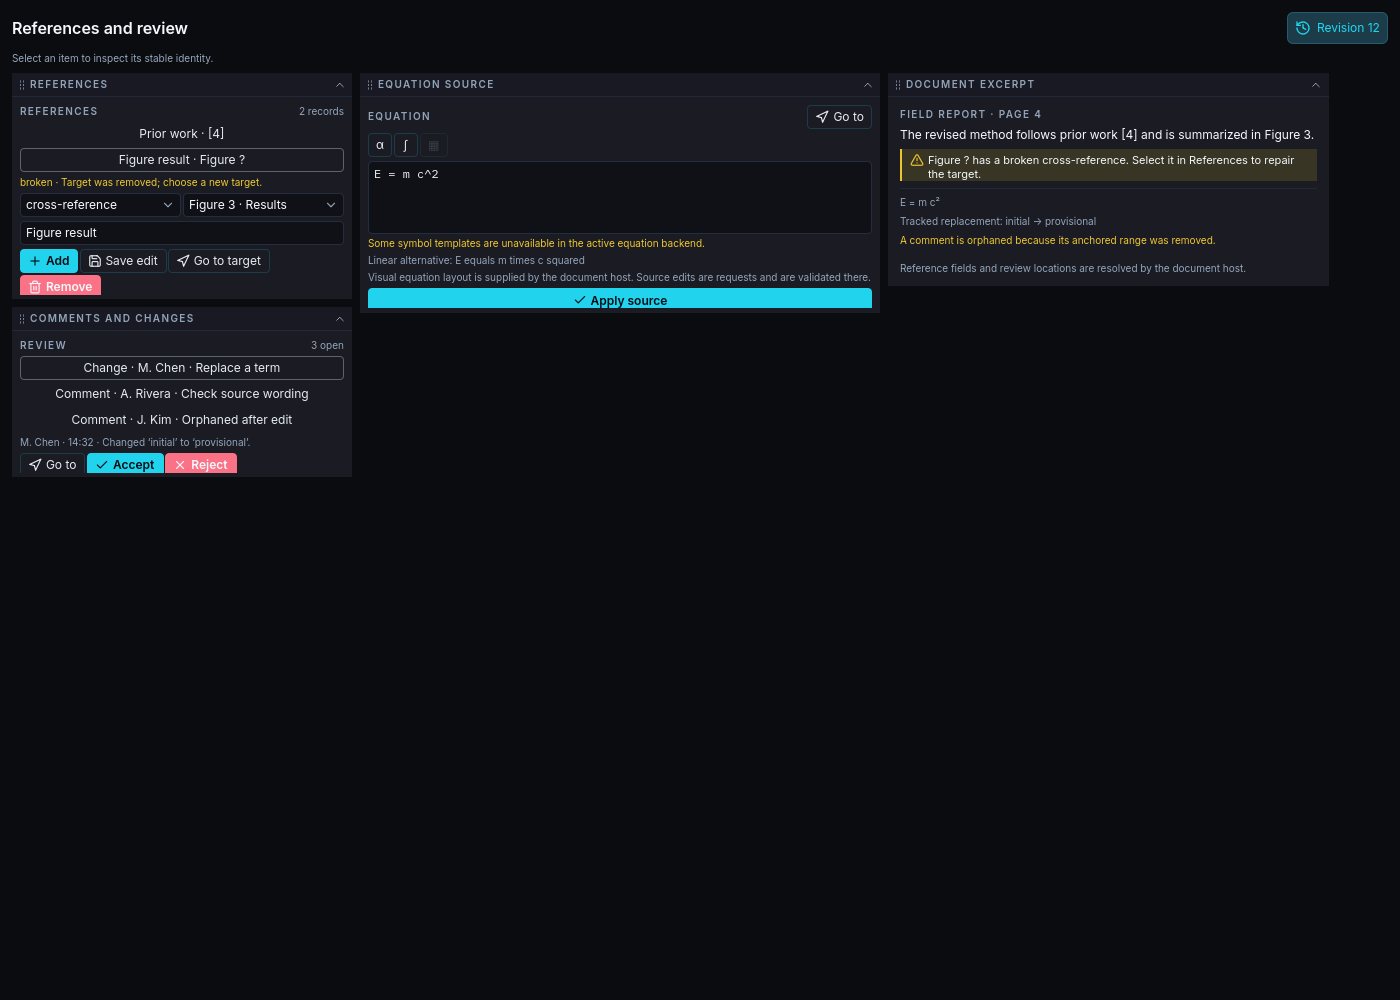 References and review
Revision 12
Select an item to inspect its stable identity.
REFERENCES
REFERENCES
2 records
Prior work · [4]
Figure result · Figure ?
broken · Target was removed; choose a new target.
cross-reference
Figure 3 · Results
Figure result
Add
Save edit
Go to target
Remove
COMMENTS AND CHANGES
REVIEW
3 open
Change · M. Chen · Replace a term
Comment · A. Rivera · Check source wording
Comment · J. Kim · Orphaned after edit
M. Chen · 14:32 · Changed ‘initial’ to ‘provisional’.
Go to
Accept
Reject
EQUATION SOURCE
EQUATION
Go to
α
∫
▦
E = m c^2
Some symbol templates are unavailable in the active equation backend.
Linear alternative: E equals m times c squared
Visual equation layout is supplied by the document host. Source edits are requests and are validated there.
Apply source
DOCUMENT EXCERPT
FIELD REPORT · PAGE 4
The revised method follows prior work [4] and is summarized in Figure 3.
Figure ? has a broken cross-reference. Select it in References to repair
the target.
E = m c²
Tracked replacement: initial → provisional
A comment is orphaned because its anchored range was removed.
Reference fields and review locations are resolved by the document host.